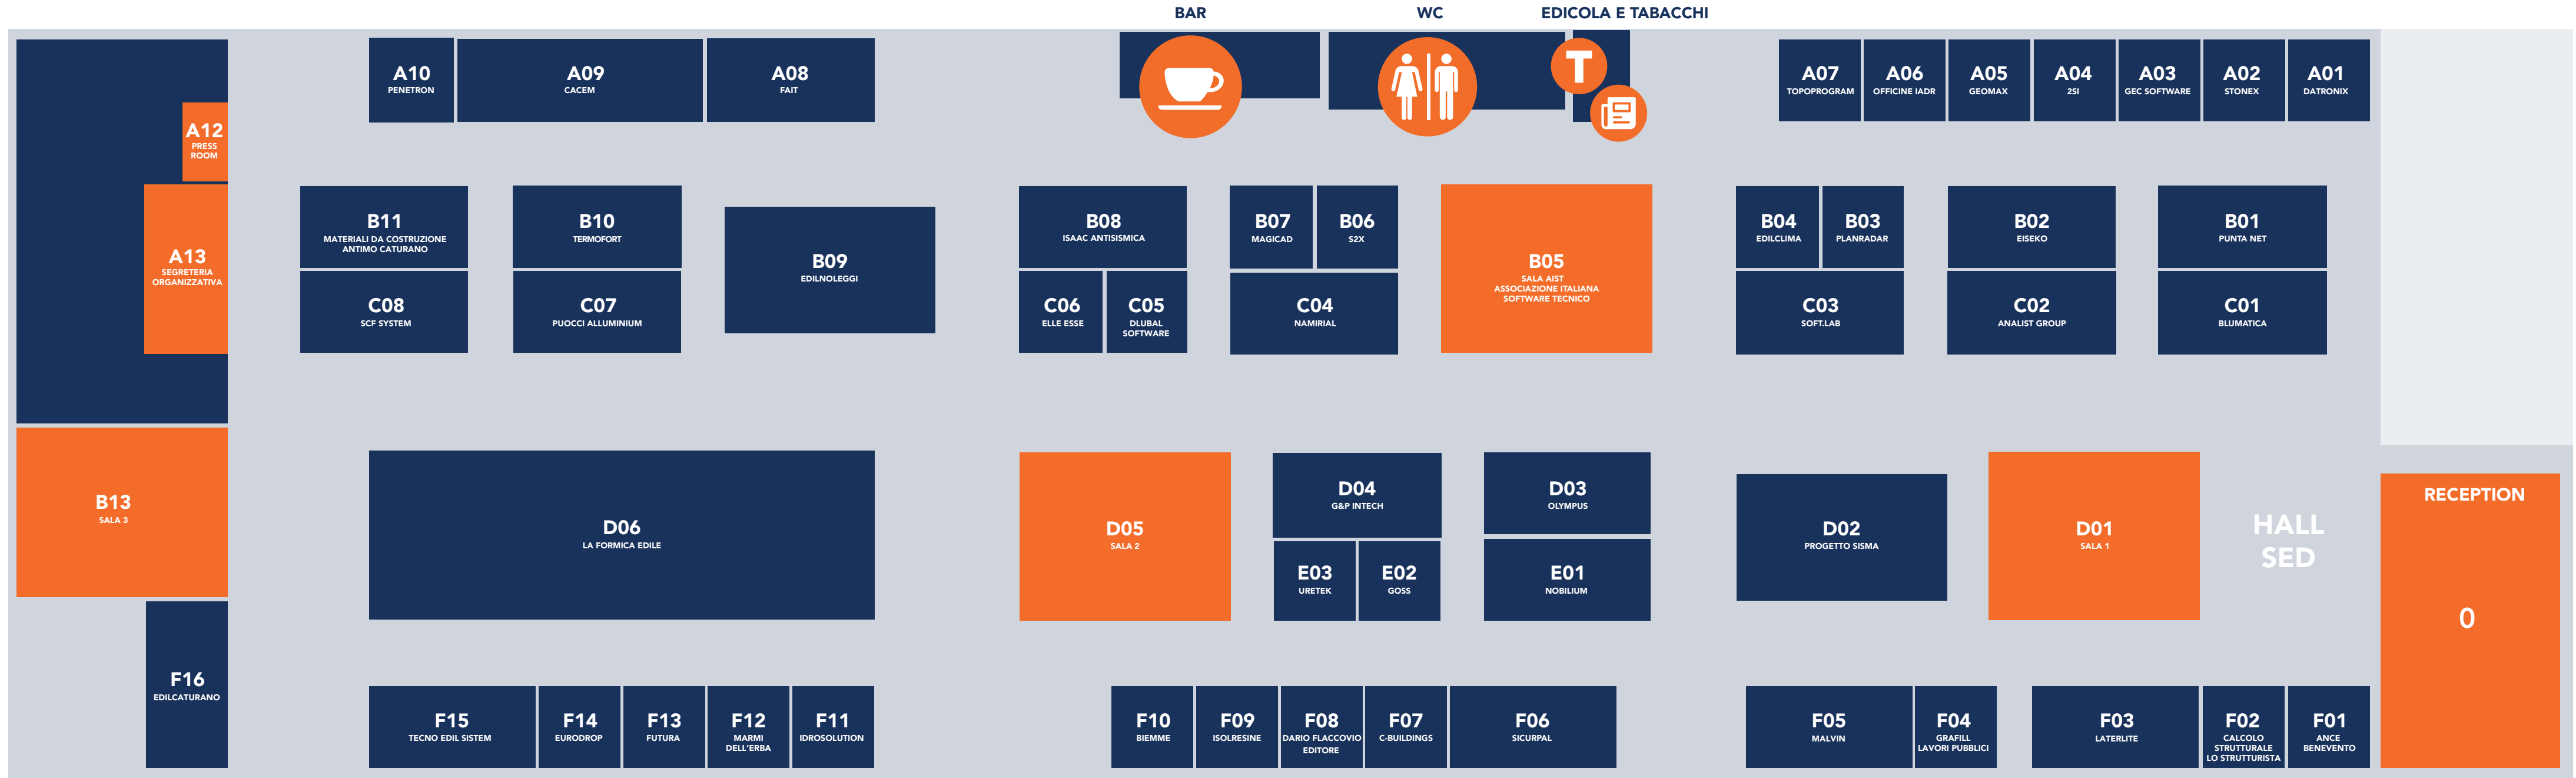 BAR
WC
EDICOLA E TABACCHI
A10
PENETRON
A09
CACEM
A08
FAIT
T
A07
TOPOPROGRAM
A06
OFFICINE IADR
A05
GEOMAX
A04
2SI
A03
GEC SOFTWARE
A02
STONEX
A01
DATRONIX
A12
PRESS
ROOM
A13
SEGRETERIA
ORGANIZZATIVA
B11
MATERIALI DA COSTRUZIONE
ANTIMO CATURANO
B10
TERMOFORT
B09
EDILNOLEGGI
B08
ISAAC ANTISISMICA
B07
MAGICAD
B06
S2X
B05
SALA AIST
ASSOCIAZIONE ITALIANA
SOFTWARE TECNICO
B04
EDILCLIMA
B03
PLANRADAR
B02
EISEKO
B01
PUNTA NET
C08
SCF SYSTEM
C07
PUOCCI ALLUMINIUM
C06
ELLE ESSE
C05
DLUBAL
SOFTWARE
C04
NAMIRIAL
C03
SOFT.LAB
C02
ANALIST GROUP
C01
BLUMATICA
B13
SALA 3
D06
LA FORMICA EDILE
D05
SALA 2
D04
G&P INTECH
D03
OLYMPUS
E03
URETEK
E02
GOSS
E01
NOBILIUM
D02
PROGETTO SISMA
D01
SALA 1
HALL
SED
RECEPTION
0
F16
EDILCATURANO
F15
TECNO EDIL SISTEM
F14
EURODROP
F13
FUTURA
F12
MARMI
DELL'ERBA
F11
IDROSOLUTION
F10
BIEMME
F09
ISOLRESINE
F08
DARIO FLACCOVIO
EDITORE
F07
C-BUILDINGS
F06
SICURPAL
F05
MALVIN
F04
GRAFILL
LAVORI PUBBLICI
F03
LATERLITE
F02
CALCOLO
STRUTTURALE
LO STRUTTURISTA
F01
ANCE
BENEVENTO